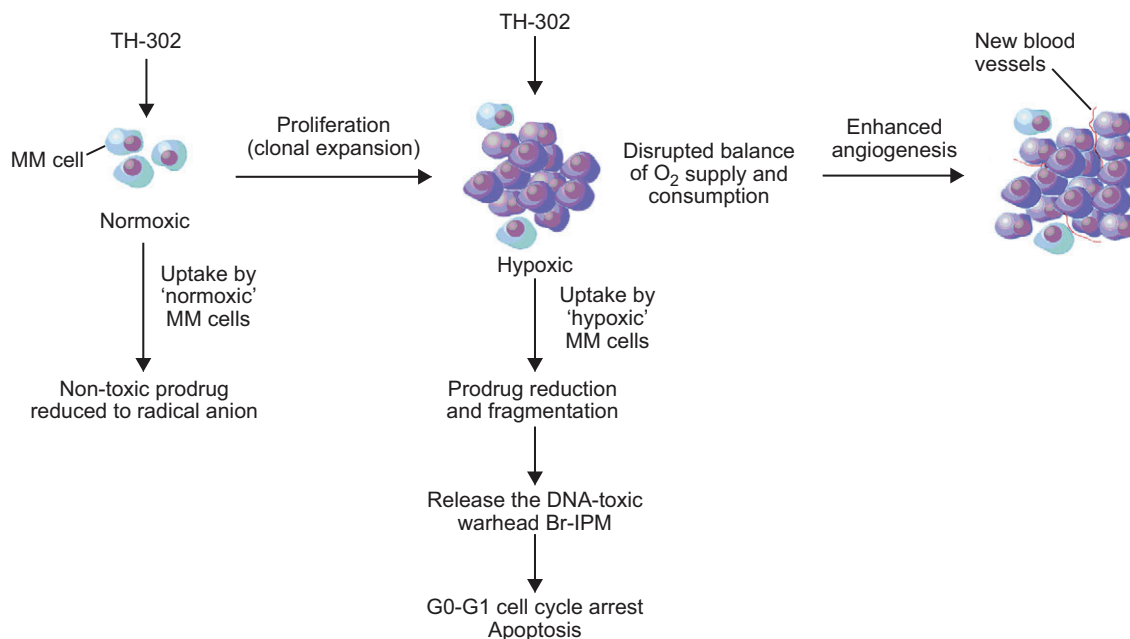 TH-302
MM cell
Normoxic
Uptake by
‘normoxic’
MM cells
Non-toxic prodrug
reduced to radical anion
Proliferation
(clonal expansion)
TH-302
Hypoxic
Uptake by
‘hypoxic’
MM cells
Prodrug reduction
and fragmentation
Release the DNA-toxic
warhead Br-IPM
G0-G1 cell cycle arrest
Apoptosis
Disrupted balance
of O2 supply and
consumption
Enhanced
angiogenesis
New blood
vessels